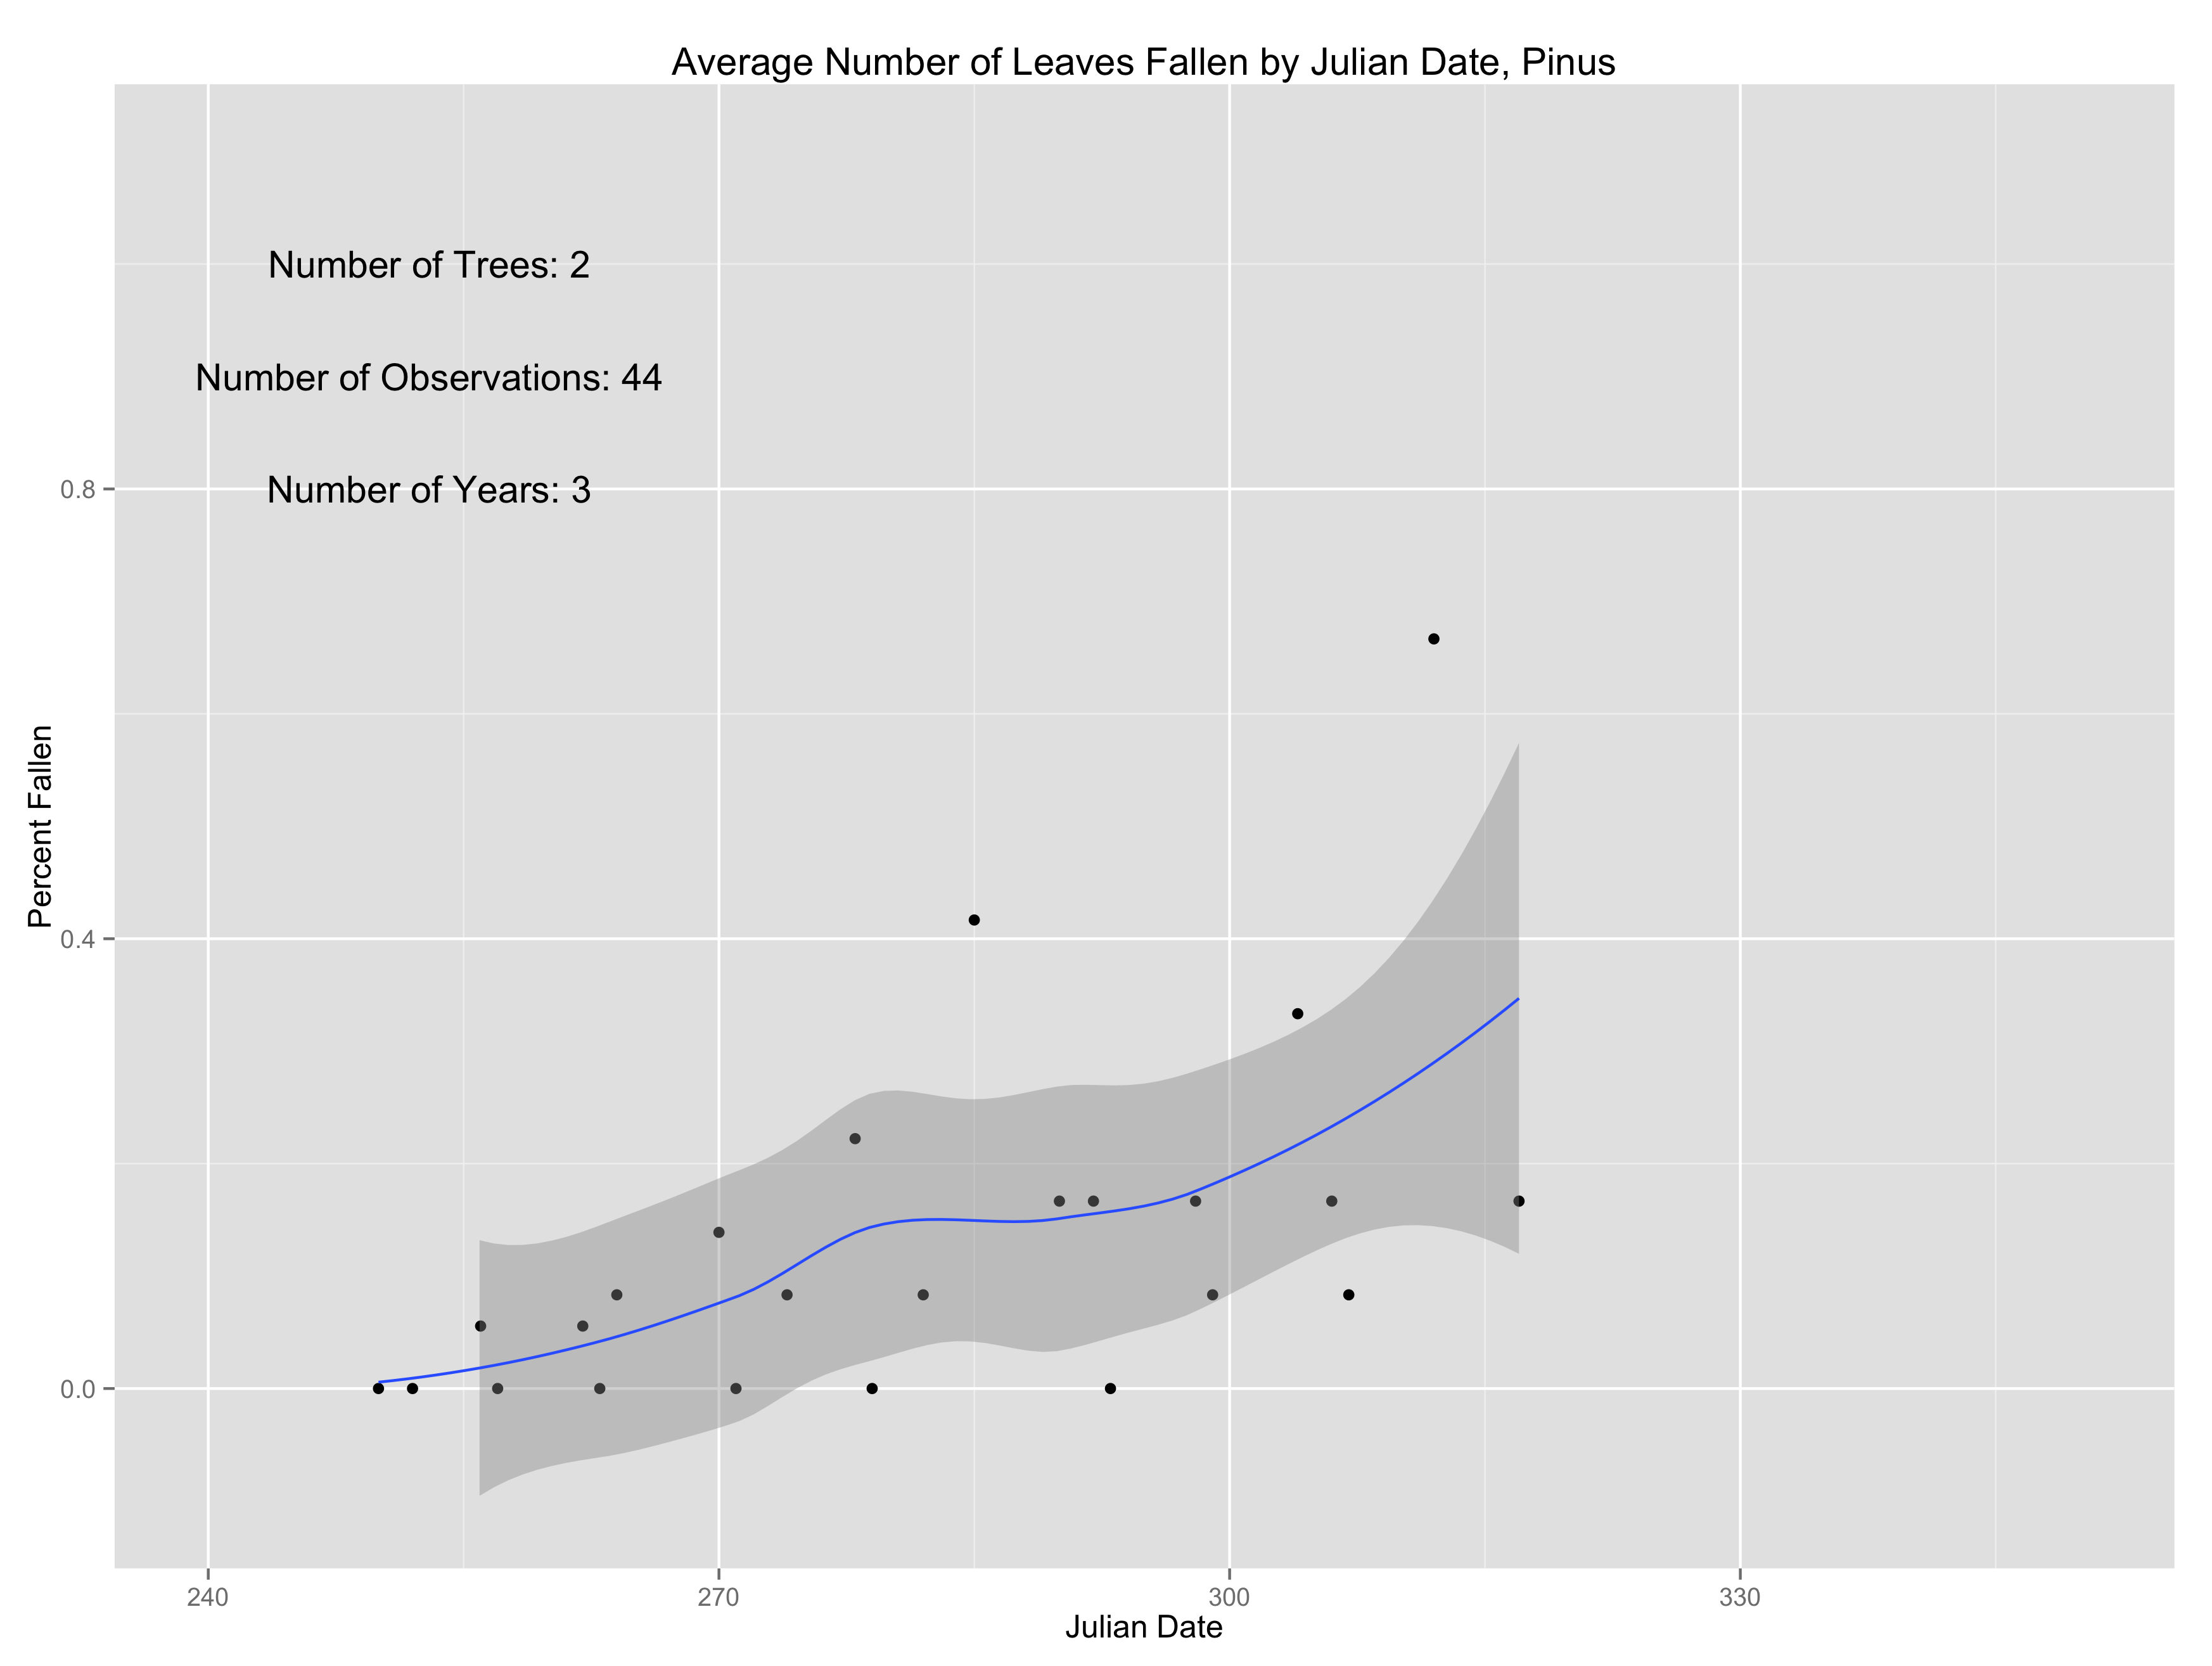 Average Number of Leaves Fallen by Julian Date, Pinus
Number of Trees: 2
Number of Observations: 44
Number of Years: 3
Percent Fallen
0.8
0.4
0.0
240
270
300
330
Julian Date